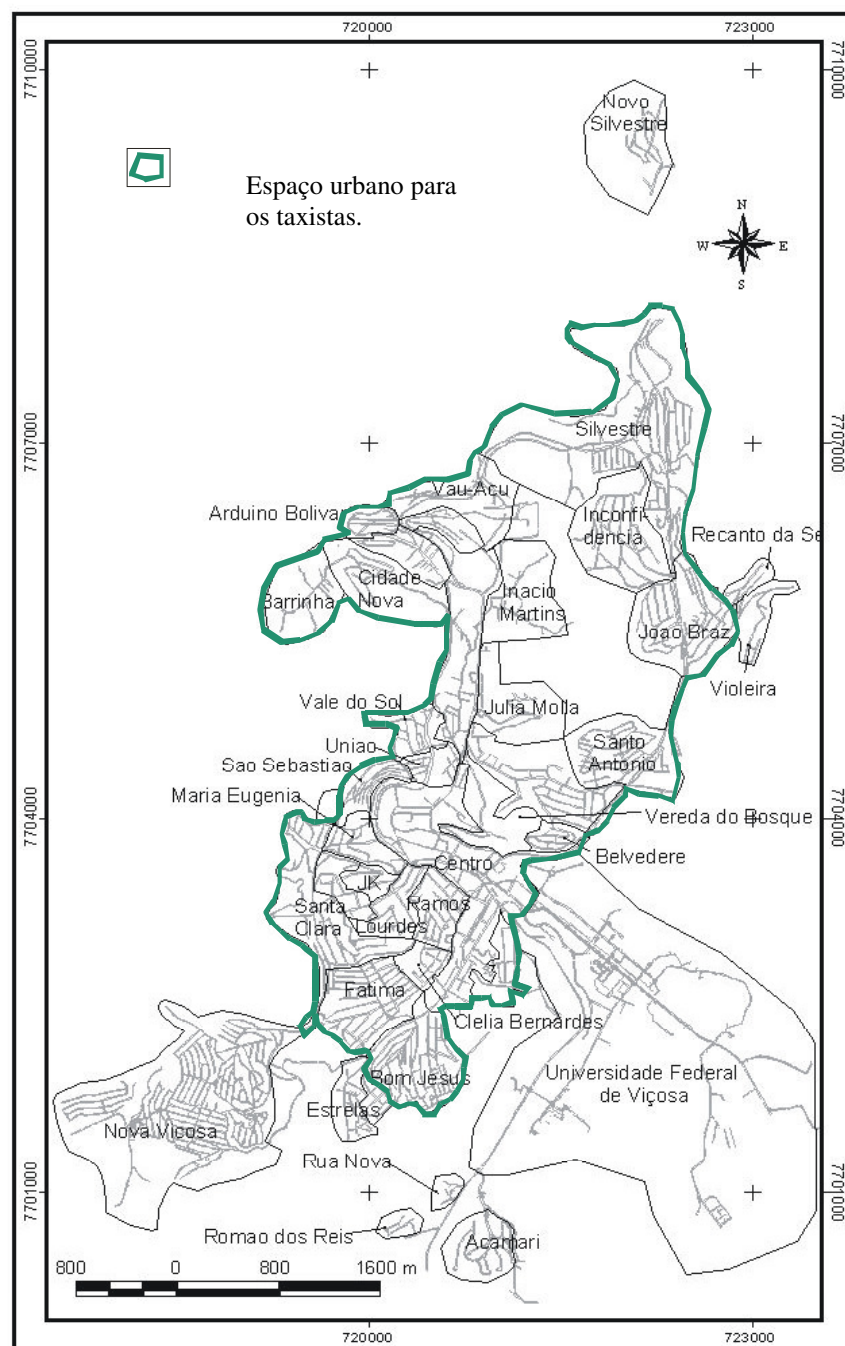 720000
723000
7710000
7710000
Novo
Silvestre
Espaço urbano para
os taxistas.
N
W
E
S
7707000
7707000
Silvestre
Vau-Acu
Arduino Boliva
Inconfi-
dencia
Recanto da Se
Cidade
Nova
Barrinha
Inacio
Martins
Joao Braz
Violeira
Vale do Sol
Julia Molla
Uniao
Santo
Antonio
Sao Sebastiao
Maria Eugenia
7704000
7704000
Vereda do Bosque
Belvedere
Centro
JK
Ramos
Santa
Clara
Lourdes
Fatima
Clelia Bernardes
Bom Jesus
Universidade Federal
de Viçosa
Estrelas
Nova Vicosa
Rua Nova
7701000
7701000
Romao dos Reis
Acamari
800
0
800
1600 m
720000
723000